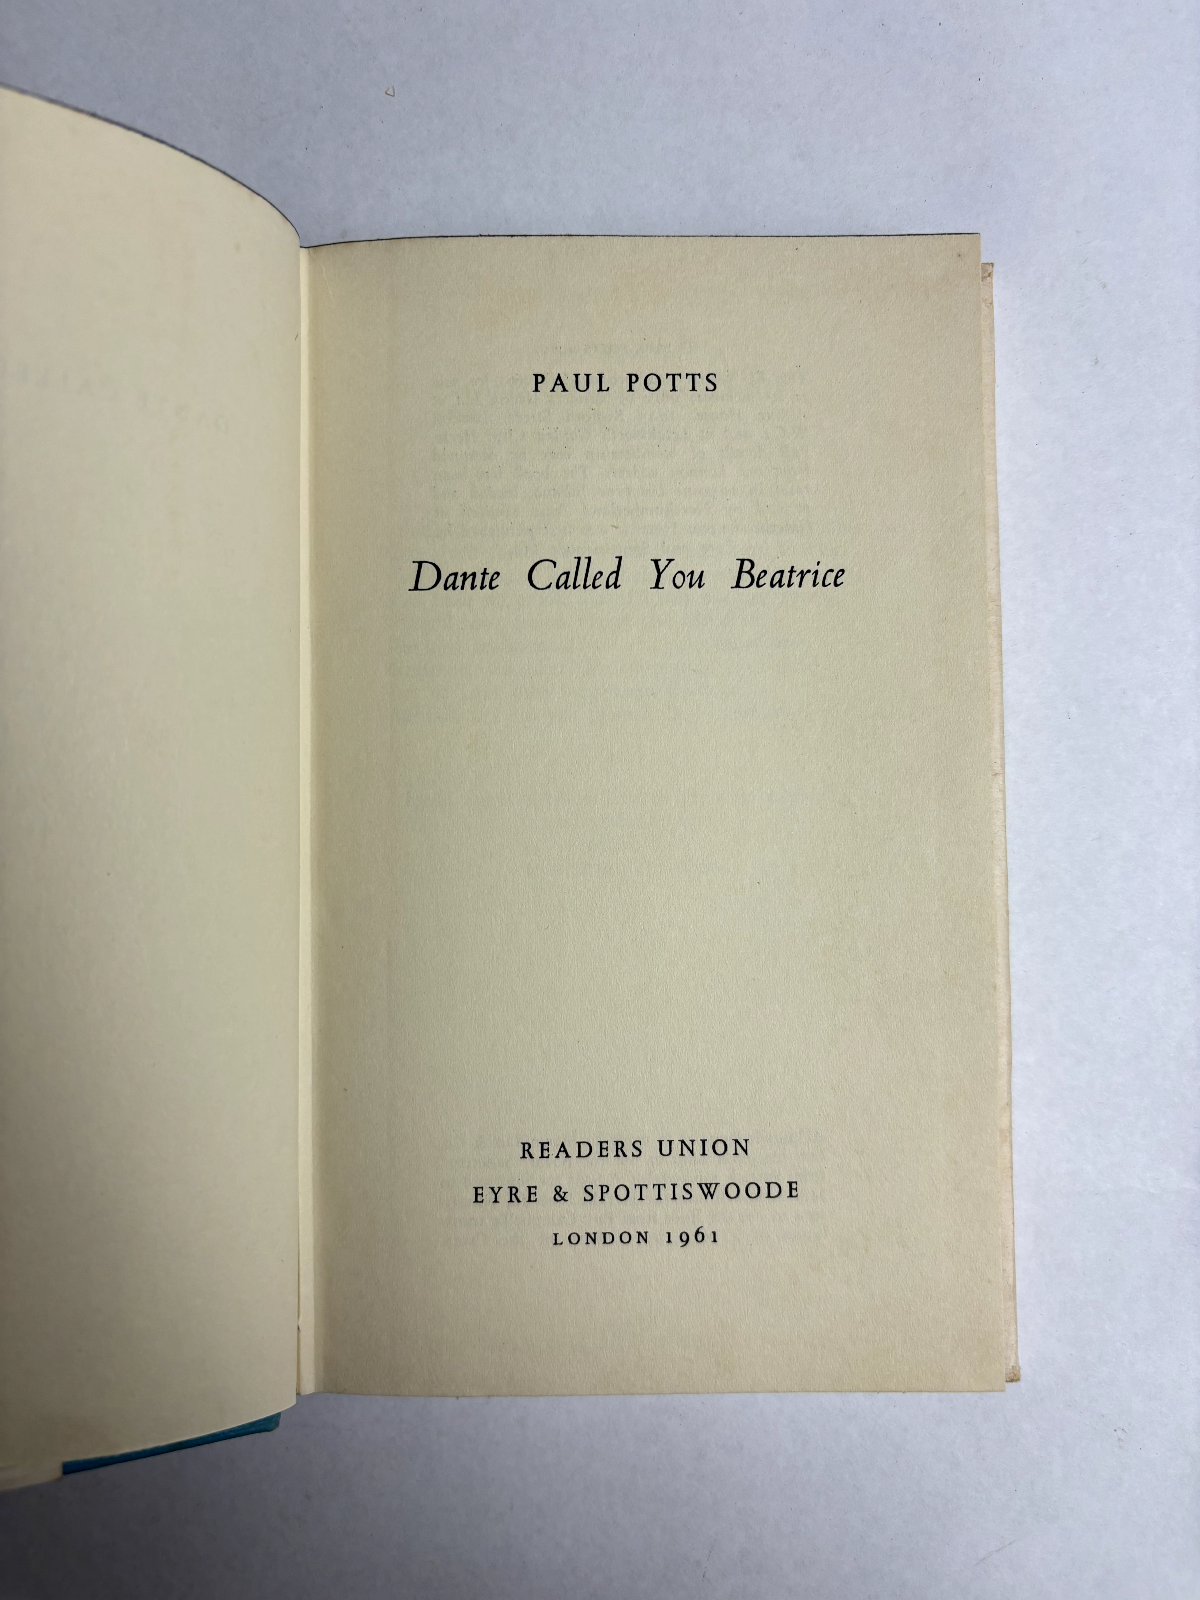 PAUL POTTS
Dante Called You Beatrice
READERS UNION
EYRE & SPOTTISWOODE
LONDON 1961